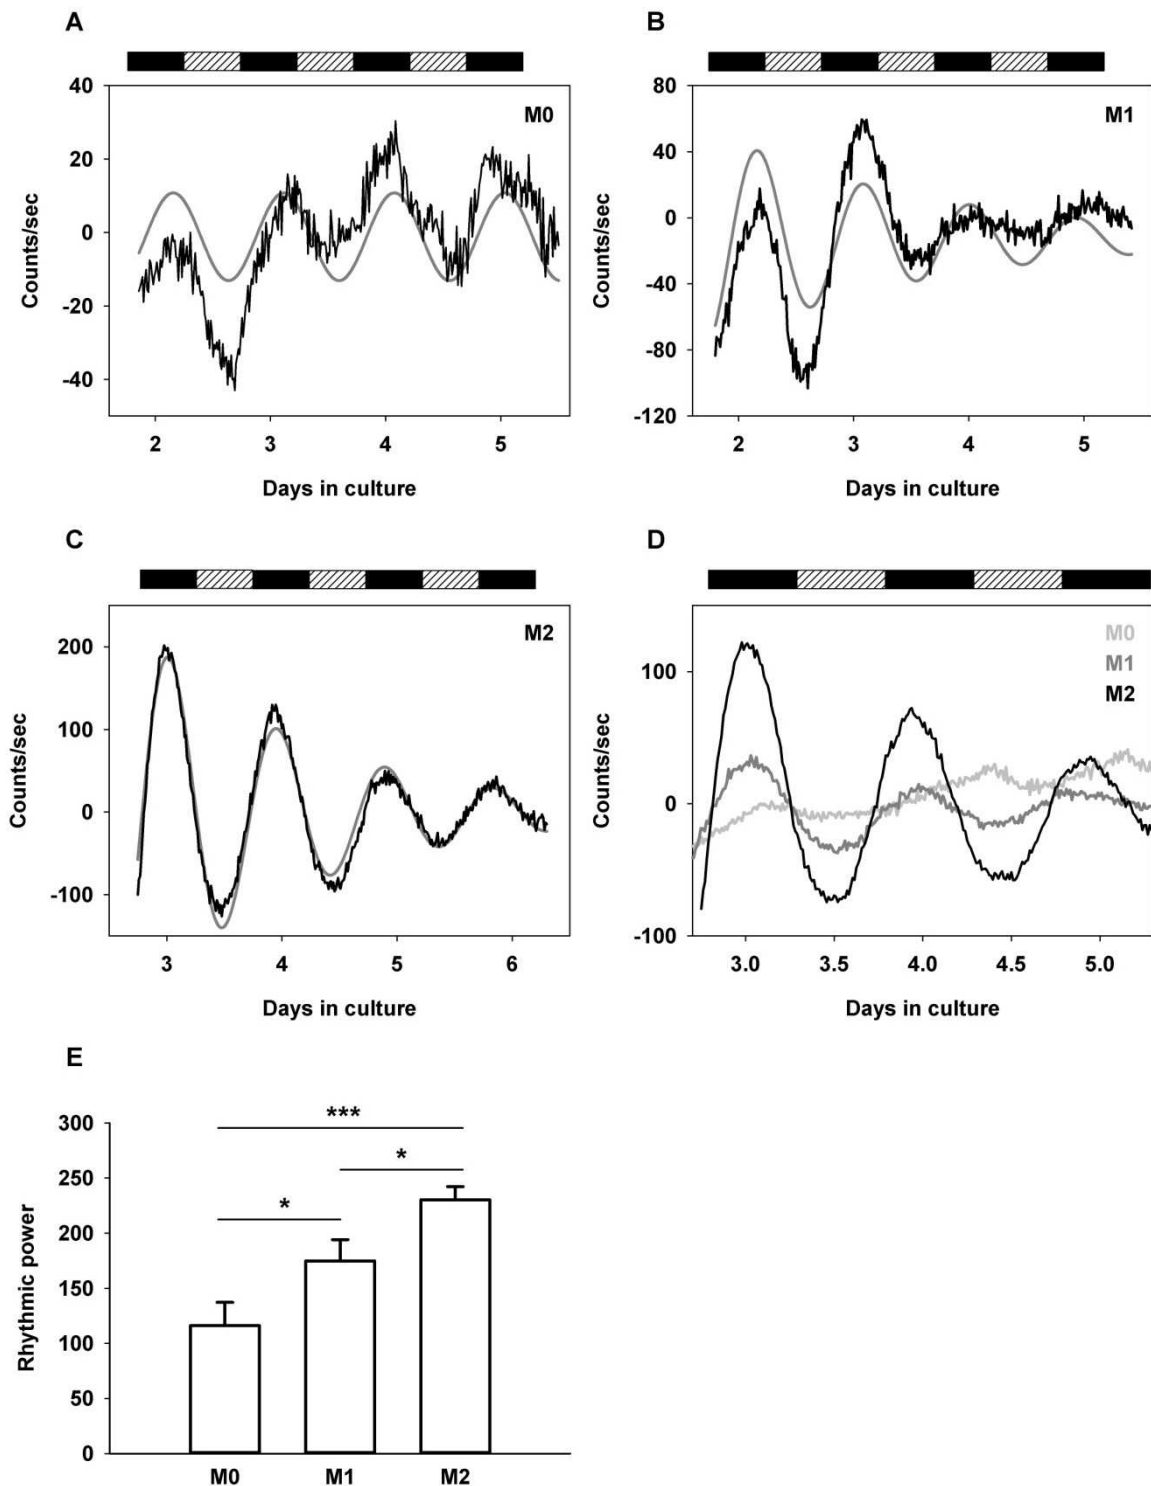 A
M0
40
20
0
-20
-40
Counts/sec
2 3 4 5
Days in culture
B
M1
80
40
0
-40
-80
-120
Counts/sec
2 3 4 5
Days in culture
C
M2
200
100
0
-100
Counts/sec
3 4 5 6
Days in culture
D
M0
M1
M2
100
0
-100
Counts/sec
3.0 3.5 4.0 4.5 5.0
Days in culture
E
300
250
200
150
100
50
0
Rhythmic power
***
*
*
M0 M1 M2